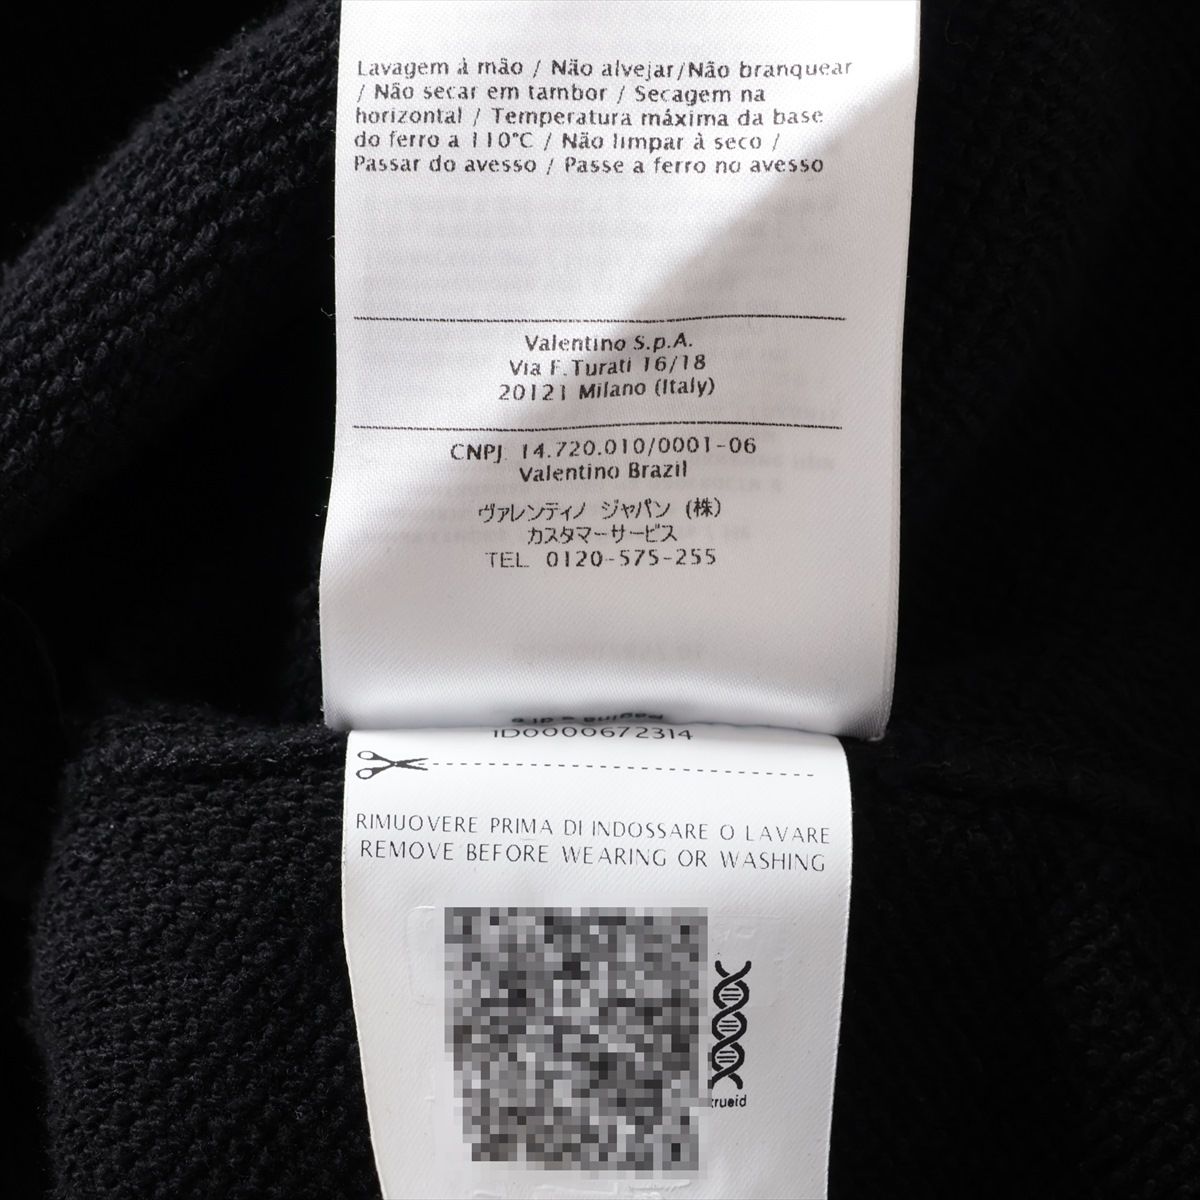 Lavagem à mão / Não alvejar/Não branquear
/ Não secar em tambor / Secagem na
horizontal / Temperatura máxima da base
do ferro a 110°C / Não limpar à seco /
Passar do avesso / Passe a ferro no avesso
Valentino S.p.A.
Via F.Turati 16/18
20121 Milano (Italy)
CNPJ: 14.720.010/0001-06
Valentino Brazil
ヴァレンティノ ジャパン (株)
カスタマーサービス
TEL. 0120-575-255
ID0000672314
RIMUOVERE PRIMA DI INDOSSARE O LAVARE
REMOVE BEFORE WEARING OR WASHING
trueid